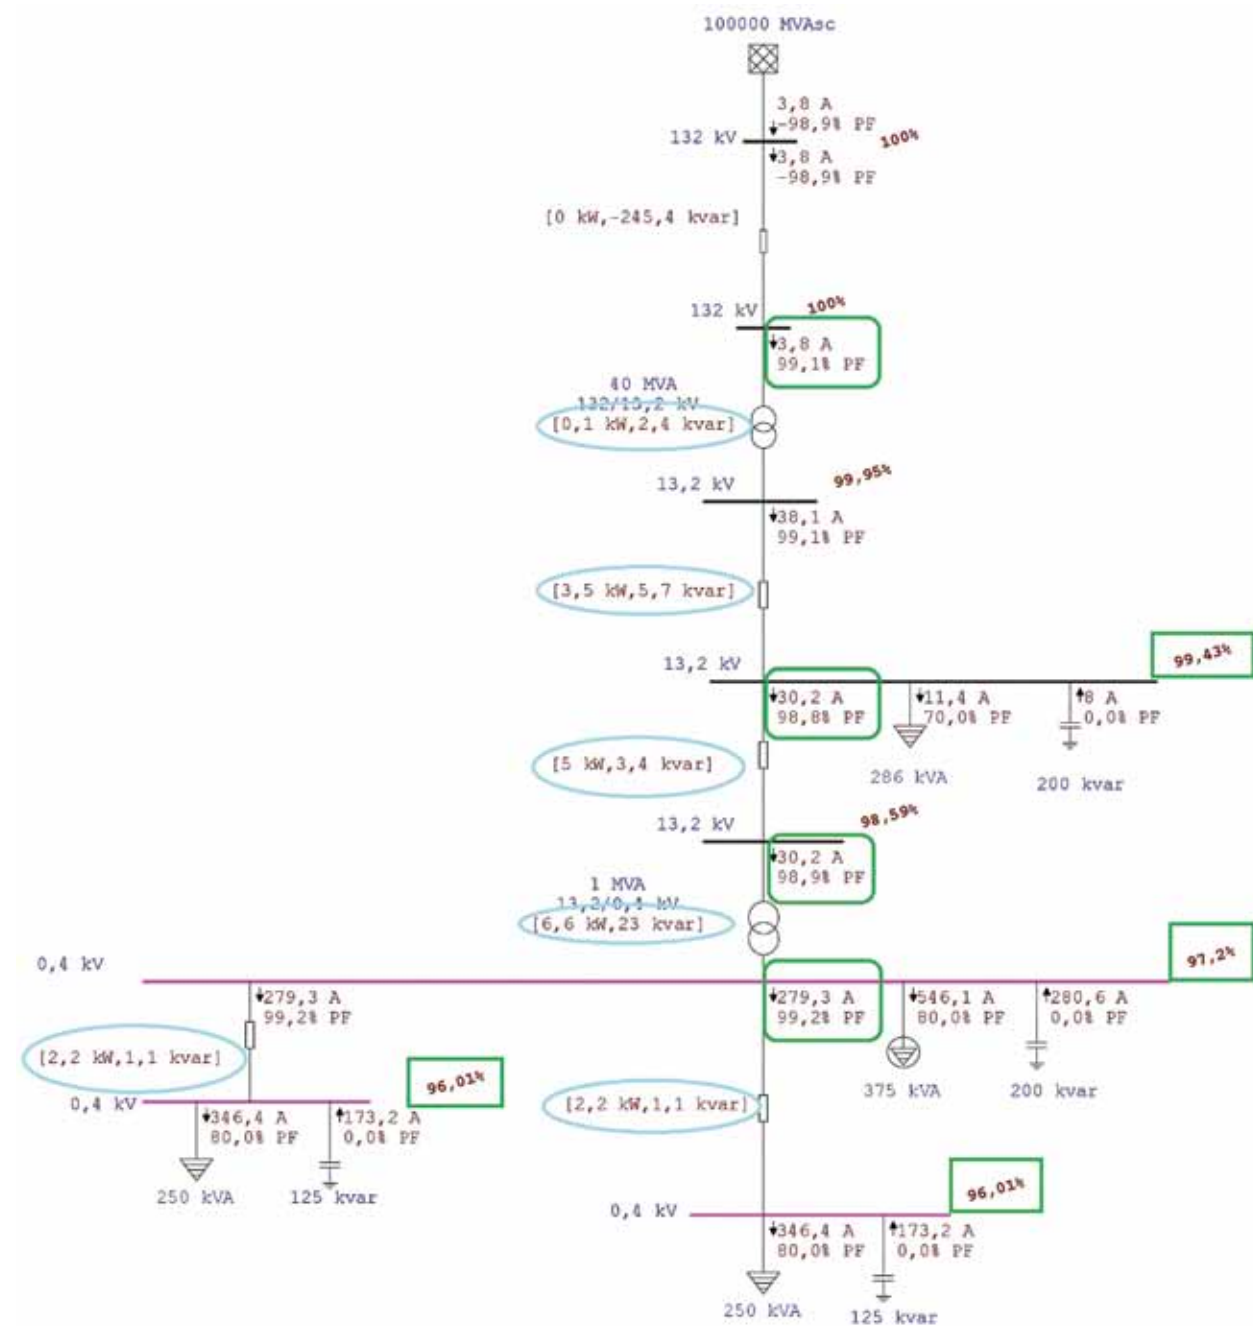 100000 MVAsc
3,8 A
-98,9% PF
132 kV
100%
3,8 A
-98,9% PF
[0 kW,-245,4 kvar]
132 kV
100%
3,8 A
99,1% PF
40 MVA
132/13,2 kV
[0,1 kW,2,4 kvar]
99,95%
13,2 kV
38,1 A
99,1% PF
[3,5 kW,5,7 kvar]
13,2 kV
99,43%
30,2 A
98,8% PF
11,4 A
70,0% PF
8 A
0,0% PF
[5 kW,3,4 kvar]
286 kVA
200 kvar
13,2 kV
98,59%
30,2 A
98,9% PF
1 MVA
13,2/0,4 kV
[6,6 kW,23 kvar]
0,4 kV
97,2%
279,3 A
99,2% PF
279,3 A
99,2% PF
546,1 A
80,0% PF
280,6 A
0,0% PF
[2,2 kW,1,1 kvar]
375 kVA
200 kvar
0,4 kV
96,01%
[2,2 kW,1,1 kvar]
346,4 A
80,0% PF
173,2 A
0,0% PF
250 kVA
125 kvar
96,01%
0,4 kV
346,4 A
80,0% PF
173,2 A
0,0% PF
250 kVA
125 kvar